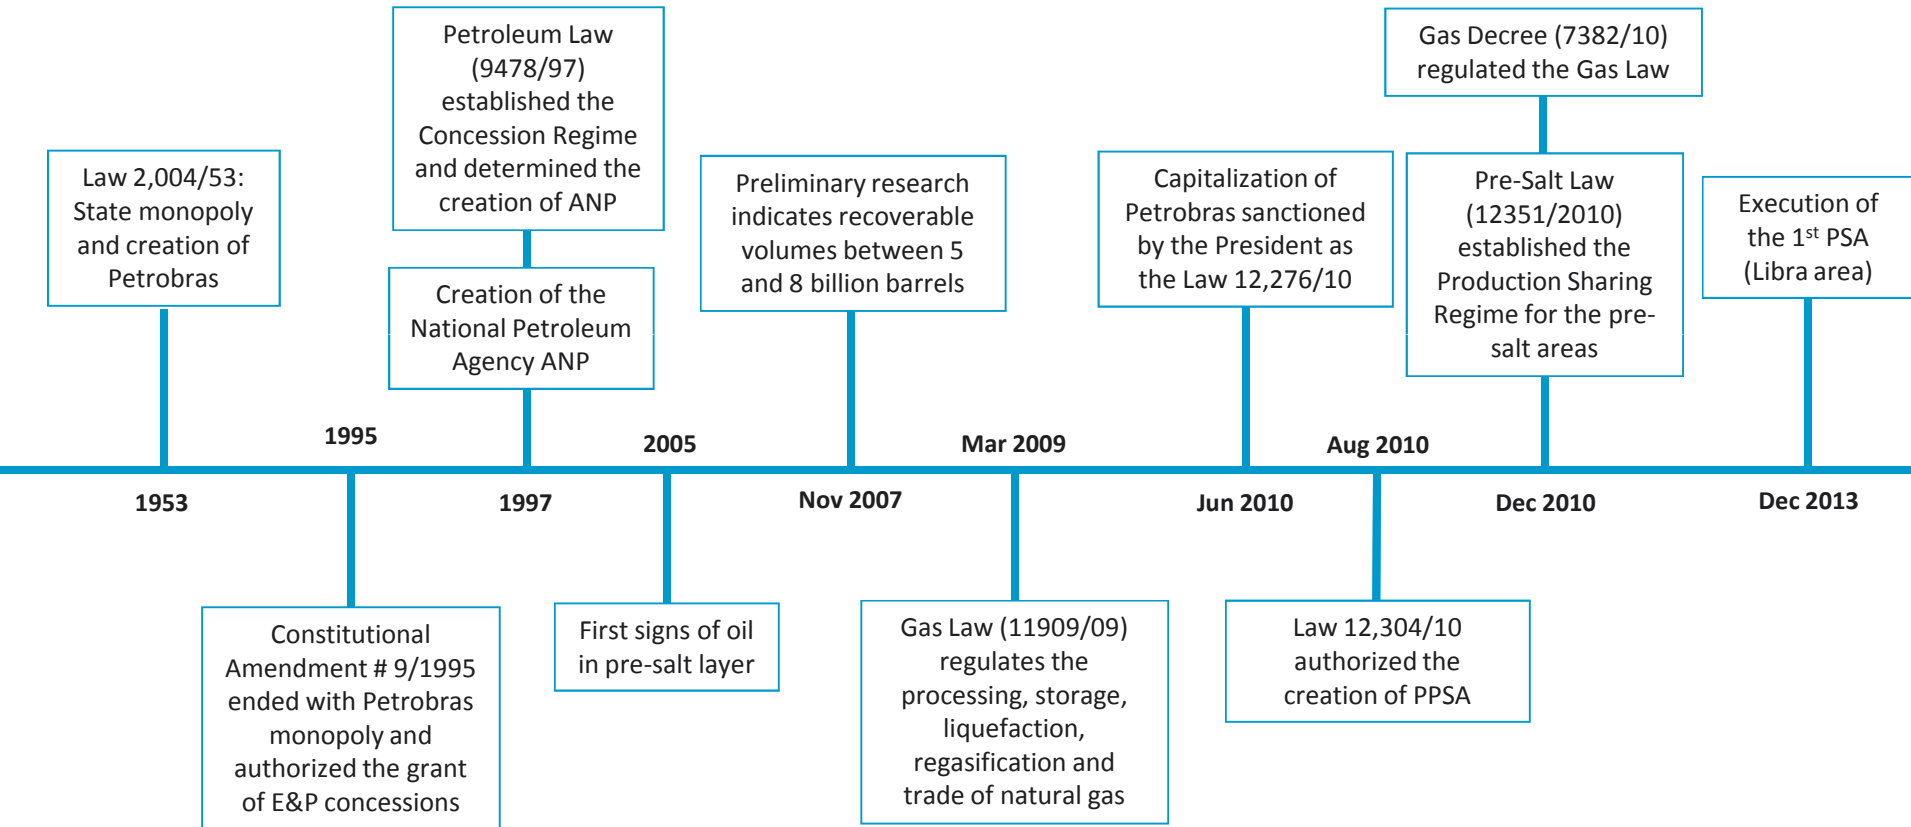 Law 2,004/53:
State monopoly
and creation of
Petrobras
1953
1995
Constitutional
Amendment # 9/1995
ended with Petrobras
monopoly and
authorized the grant
of E&P concessions
Petroleum Law
(9478/97)
established the
Concession Regime
and determined the
creation of ANP
Creation of the
National Petroleum
Agency ANP
1997
2005
First signs of oil
in pre-salt layer
Preliminary research
indicates recoverable
volumes between 5
and 8 billion barrels
Nov 2007
Mar 2009
Gas Law (11909/09)
regulates the
processing, storage,
liquefaction,
regasification and
trade of natural gas
Capitalization of
Petrobras sanctioned
by the President as
the Law 12,276/10
Jun 2010
Aug 2010
Law 12,304/10
authorized the
creation of PPSA
Gas Decree (7382/10)
regulated the Gas Law
Pre-Salt Law
(12351/2010)
established the
Production Sharing
Regime for the pre-
salt areas
Dec 2010
Execution of
the 1st PSA
(Libra area)
Dec 2013